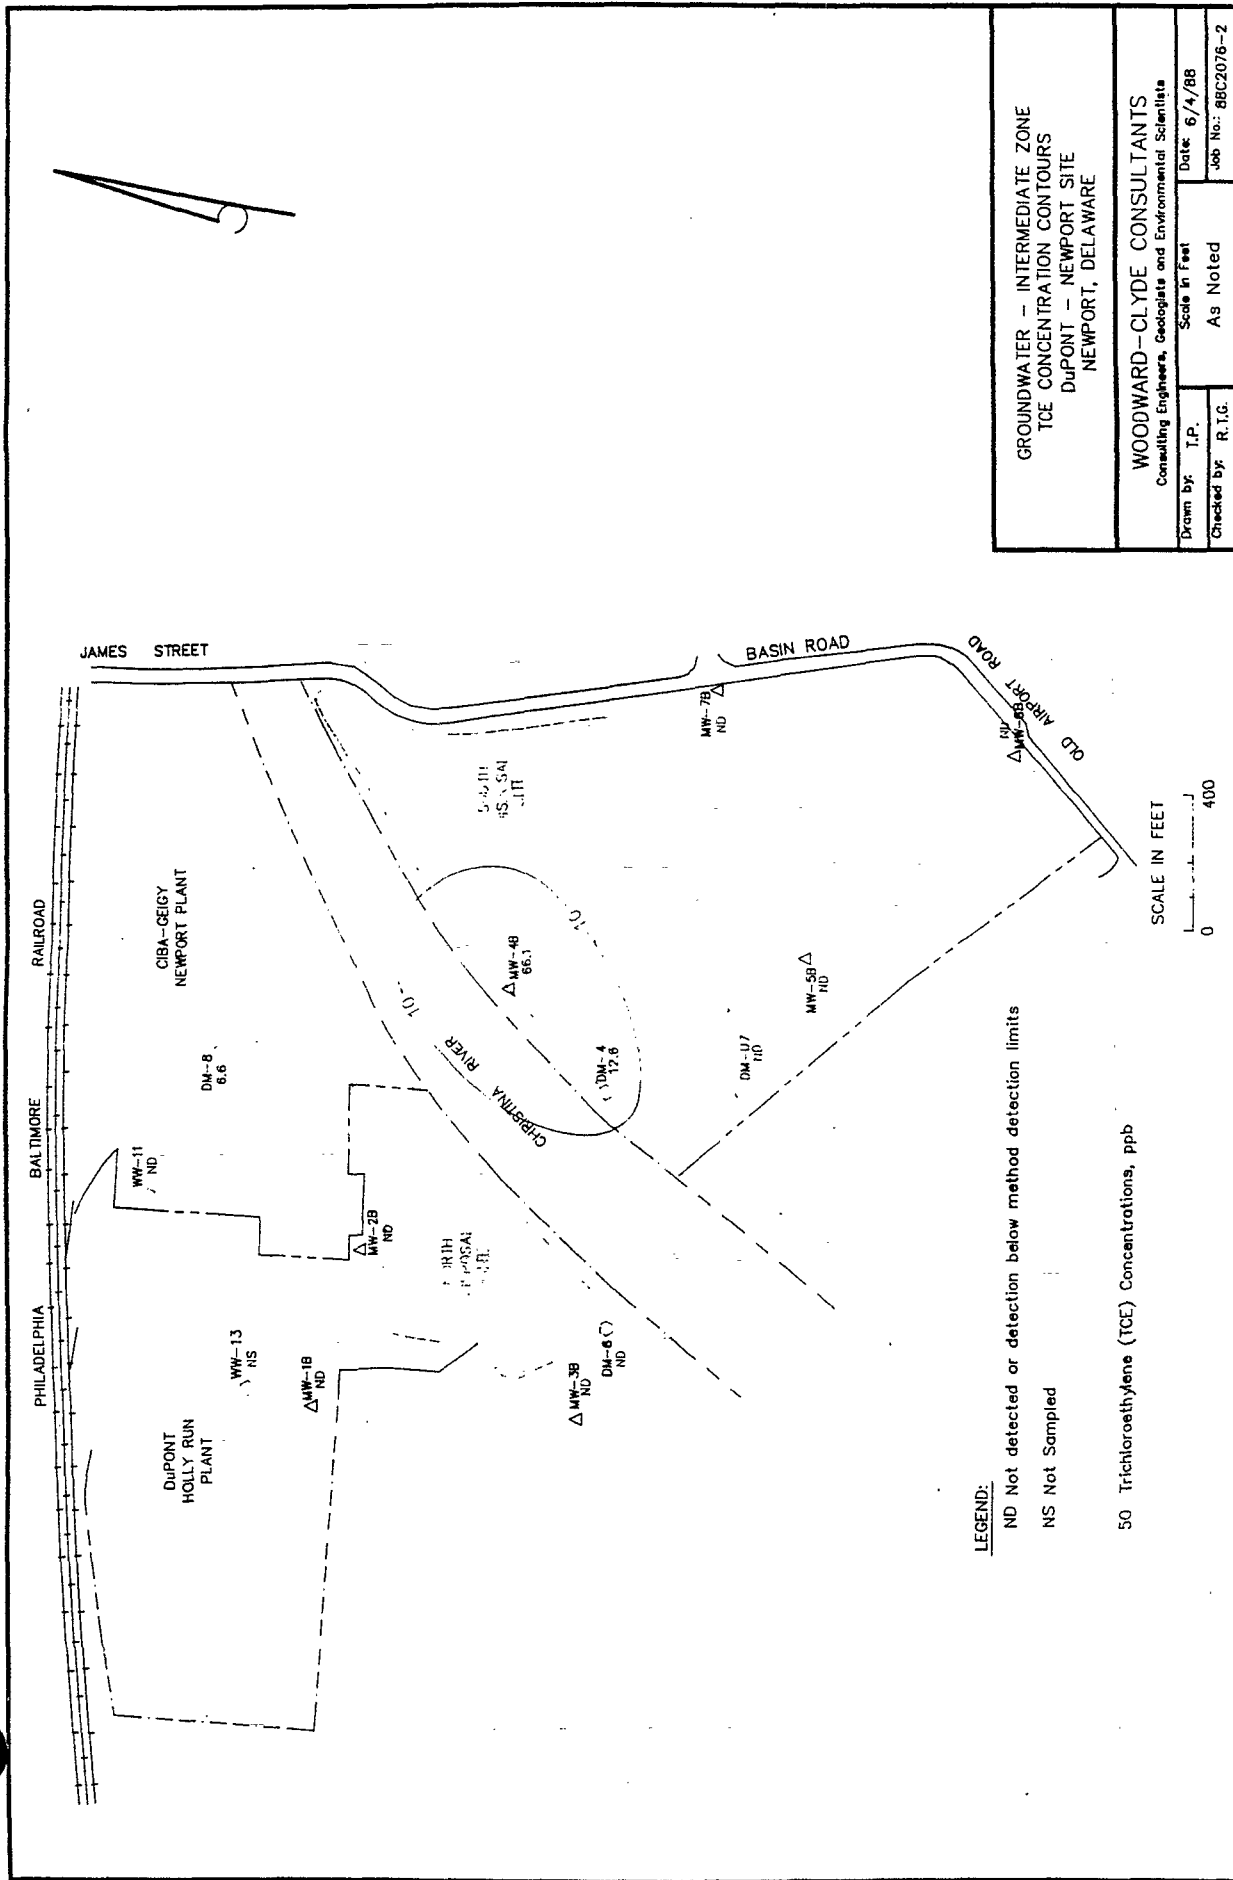 PHILADELPHIA BALTIMORE RAILROAD
JAMES STREET
DuPONT
HOLLY RUN
PLANT
WW-13
NS
MW-1B
ND
WW-11
ND
MW-2B
ND
DM-8
6.6
CIBA-GEIGY
NEWPORT PLANT
MW-3B
ND
DM-6
ND
CHRISTINA RIVER
10
MW-4B
66.1
DM-4
12.6
10
MW-7B
ND
BASIN ROAD
ND
MW-6B
OLD AIRPORT ROAD
MW-5B
ND
ND
LEGEND:
ND Not detected or detection below method detection limits
NS Not Sampled
50 Trichloroethylene (TCE) Concentrations, ppb
SCALE IN FEET
0 400
GROUNDWATER - INTERMEDIATE ZONE
TCE CONCENTRATION CONTOURS
DuPONT - NEWPORT SITE
NEWPORT, DELAWARE
WOODWARD-CLYDE CONSULTANTS
Consulting Engineers, Geologists and Environmental Scientists
Drawn by: T.P. Scale in Feet Date: 6/4/88
Checked by: R.T.G. As Noted Job No.: 88C2076-2